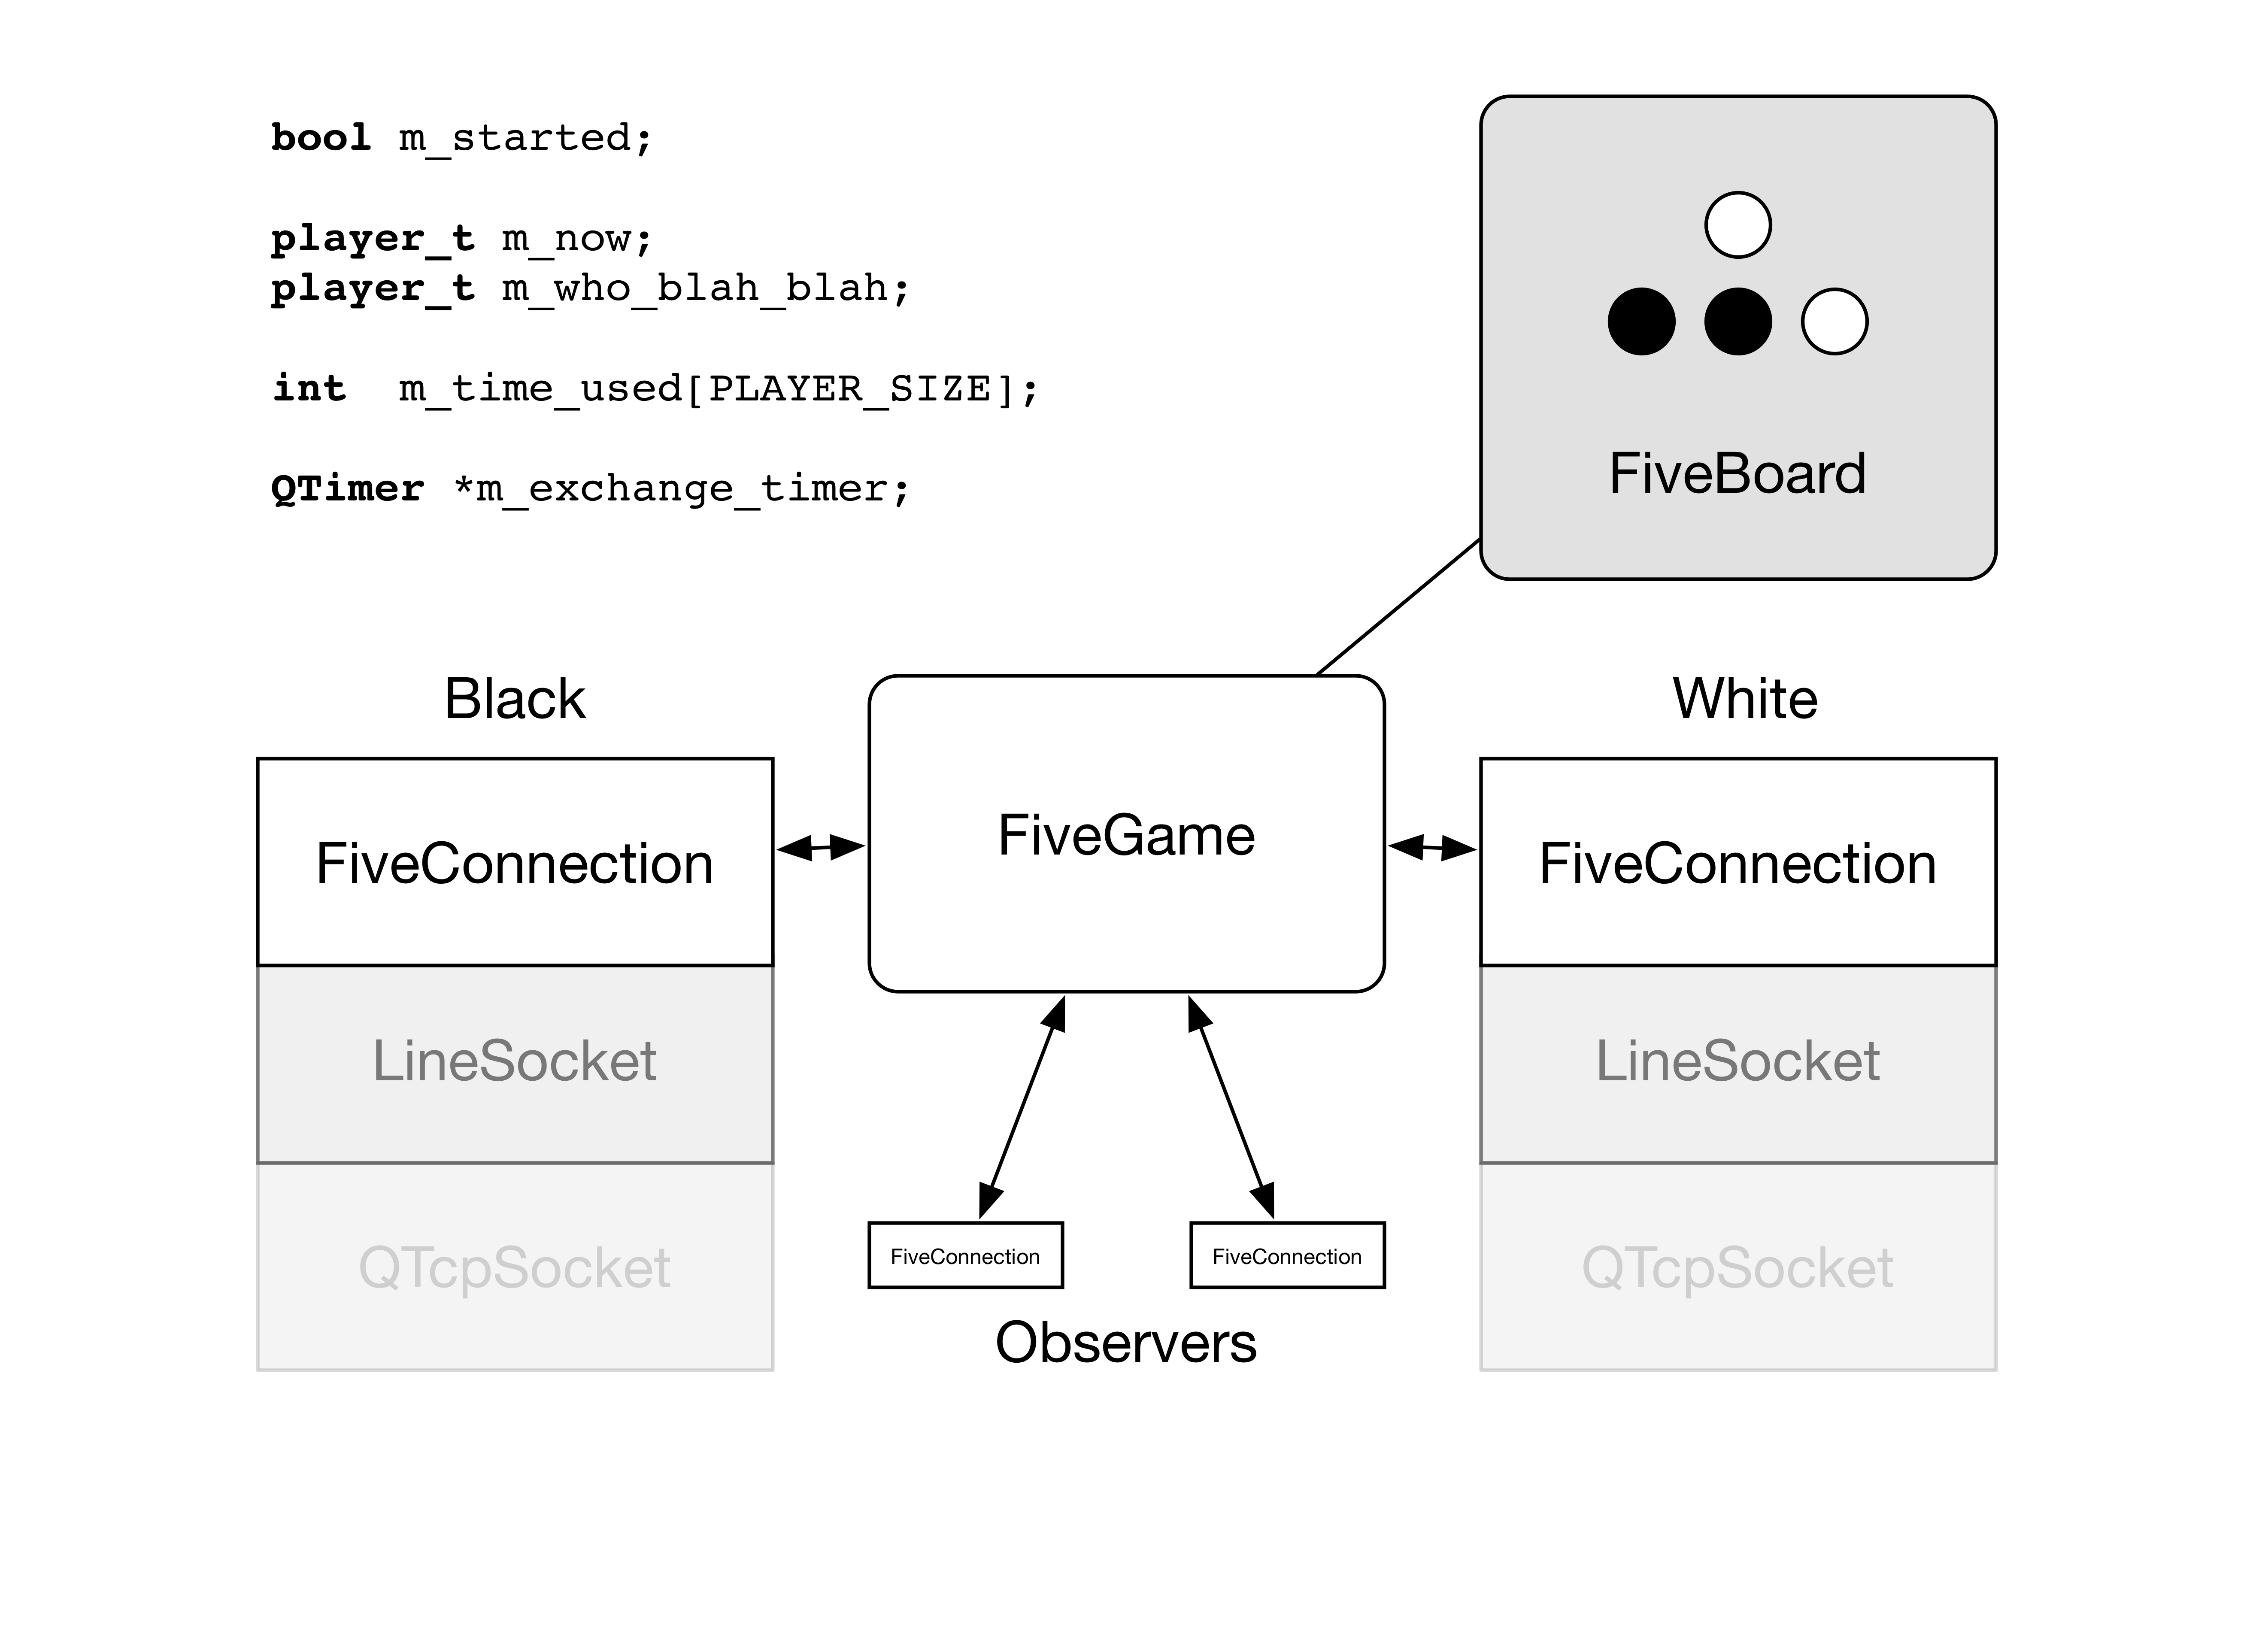 bool m_started;
player_t m_now;
player_t m_who_blah_blah;
int  m_time_used[PLAYER_SIZE];
QTimer *m_exchange_timer;
FiveBoard
Black
White
FiveConnection
FiveGame
FiveConnection
LineSocket
LineSocket
QTcpSocket
FiveConnection
FiveConnection
QTcpSocket
Observers